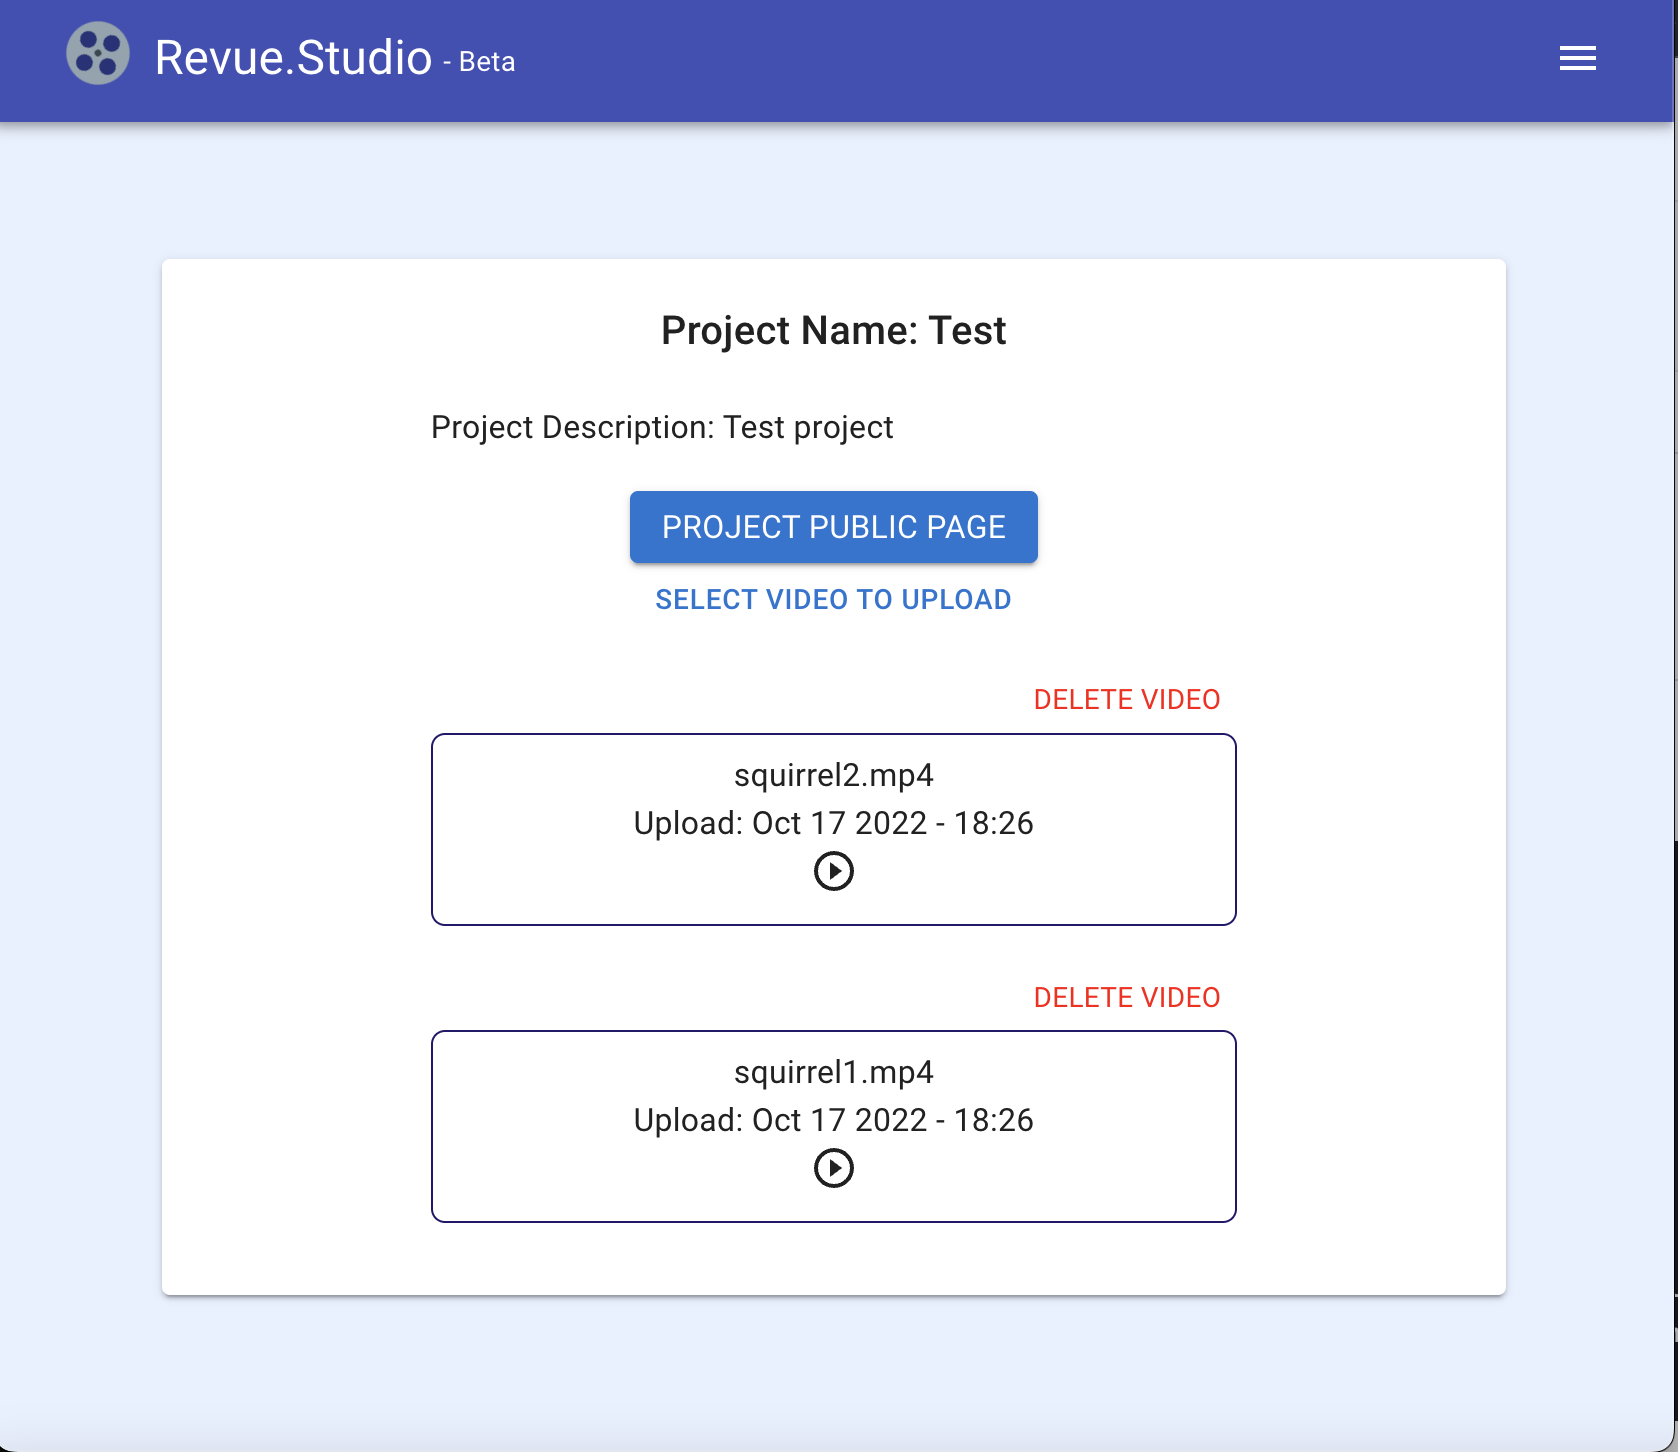 Revue.Studio - Beta
Project Name: Test
Project Description: Test project
PROJECT PUBLIC PAGE
SELECT VIDEO TO UPLOAD
DELETE VIDEO
squirrel2.mp4
Upload: Oct 17 2022 - 18:26
DELETE VIDEO
squirrel1.mp4
Upload: Oct 17 2022 - 18:26